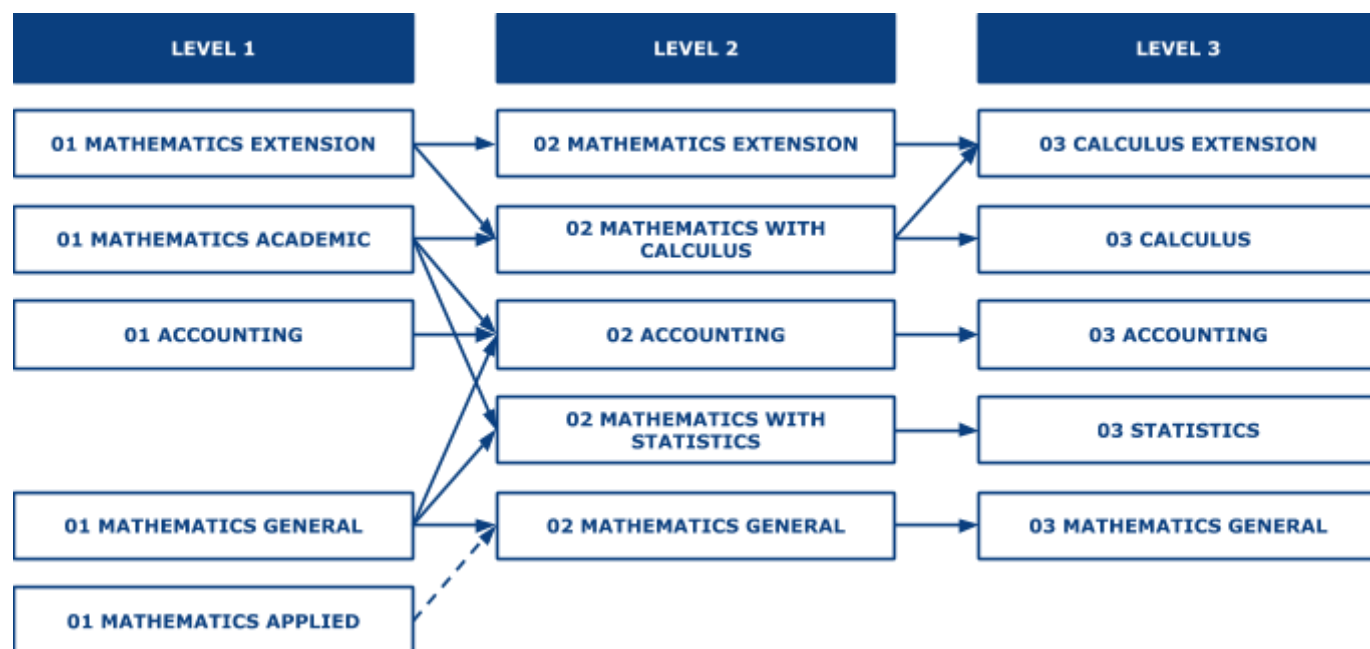 LEVEL 1
LEVEL 2
LEVEL 3
01 MATHEMATICS EXTENSION
02 MATHEMATICS EXTENSION
03 CALCULUS EXTENSION
01 MATHEMATICS ACADEMIC
02 MATHEMATICS WITH
CALCULUS
03 CALCULUS
01 ACCOUNTING
02 ACCOUNTING
03 ACCOUNTING
02 MATHEMATICS WITH
STATISTICS
03 STATISTICS
01 MATHEMATICS GENERAL
02 MATHEMATICS GENERAL
03 MATHEMATICS GENERAL
01 MATHEMATICS APPLIED